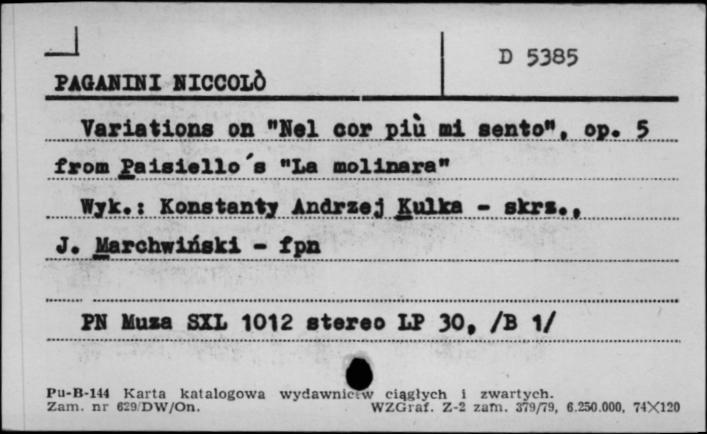 D 5385
PAGANINI NICCOLÒ
Variations on "Nel cor più mi sento", op. 5
from Paisiello´s "La molinara"
Wyk.: Konstanty Andrzej Kulka - skrz.,
J. Marchwiński - fpn
PN Muza SXL 1012 stereo LP 30, /B 1/
Pu-B-144 Karta katalogowa wydawnictw ciągłych i zwartych.
Zam. nr 629/DW/On. WZGraf. Z-2 zam. 379/79, 6.250.000, 74×120